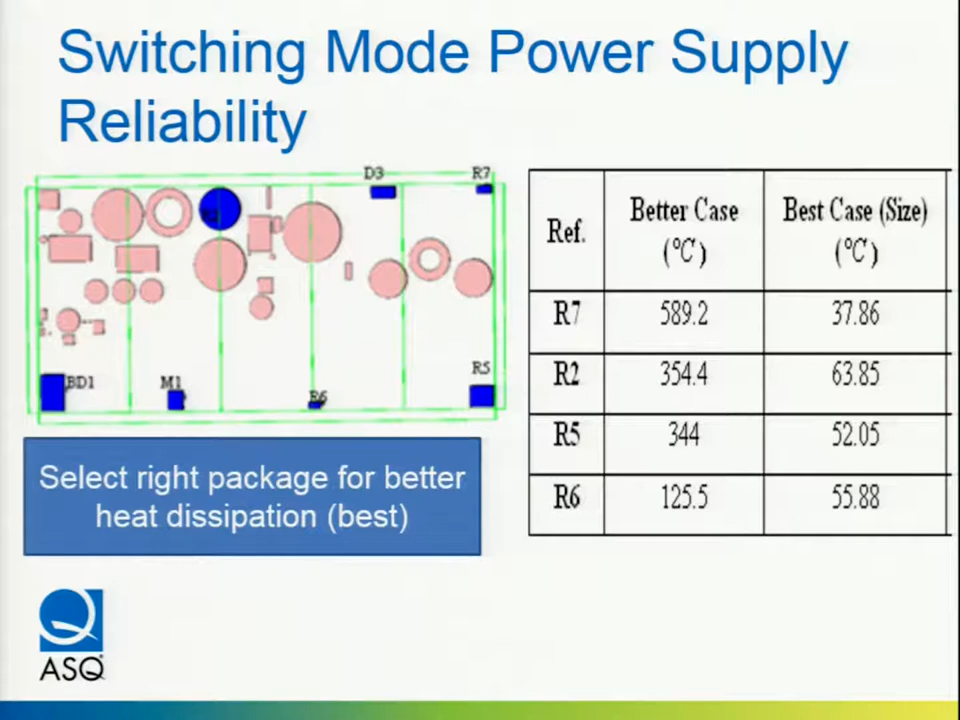 Switching Mode Power Supply
Reliability
D3
R7
BD1
M1
R6
R5
Ref.
Better Case
(°C)
Best Case (Size)
(°C)
R7
589.2
37.86
R2
354.4
63.85
R5
344
52.05
R6
125.5
55.88
Select right package for better
heat dissipation (best)
ASQ